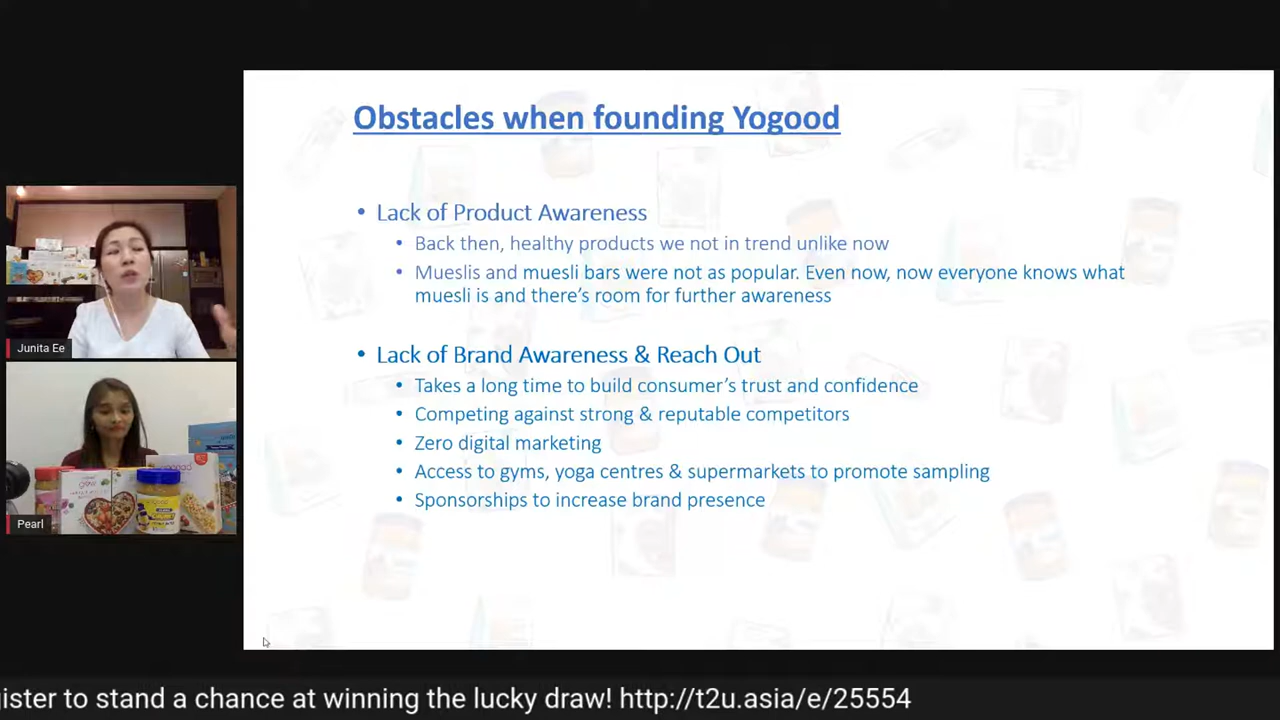 Obstacles when founding Yogood
• Lack of Product Awareness
• Back then, healthy products we not in trend unlike now
• Mueslis and muesli bars were not as popular. Even now, now everyone knows what
muesli is and there's room for further awareness
• Lack of Brand Awareness & Reach Out
• Takes a long time to build consumer's trust and confidence
• Competing against strong & reputable competitors
• Zero digital marketing
• Access to gyms, yoga centres & supermarkets to promote sampling
• Sponsorships to increase brand presence
Junita Ee
Pearl
ister to stand a chance at winning the lucky draw! http://t2u.asia/e/25554